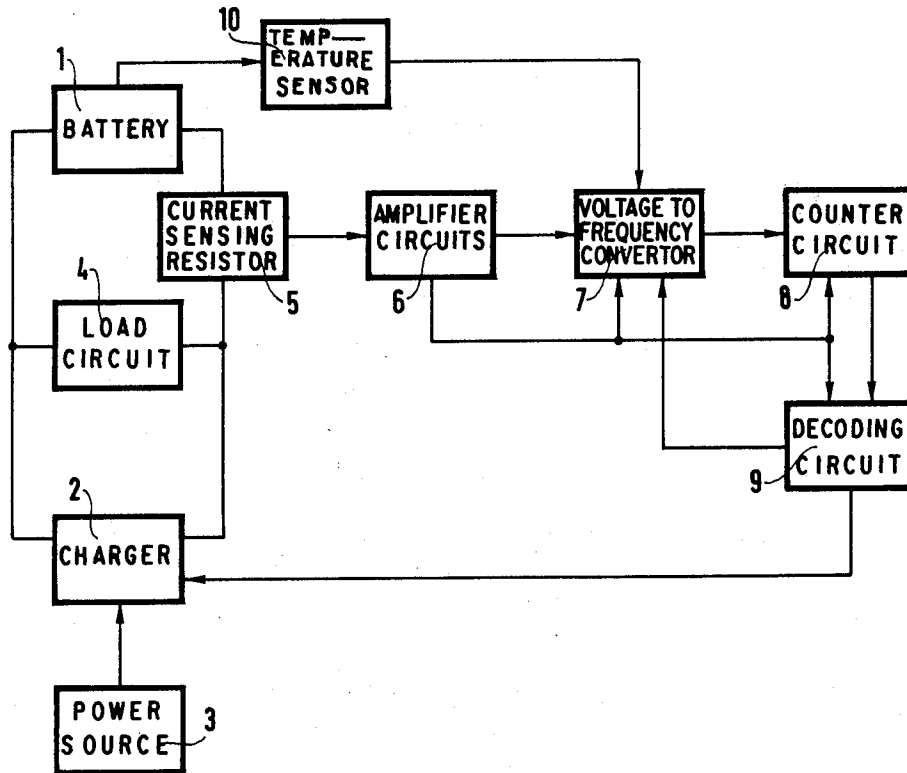 10
TEMP—
ERATURE
SENSOR
1
BATTERY
CURRENT
SENSING
RESISTOR
5
AMPLIFIER
CIRCUITS
6
VOLTAGE TO
FREQUENCY
CONVERTOR
7
COUNTER
CIRCUIT
8
4
LOAD
CIRCUIT
DECODING
CIRCUIT
9
2
CHARGER
POWER
SOURCE
3